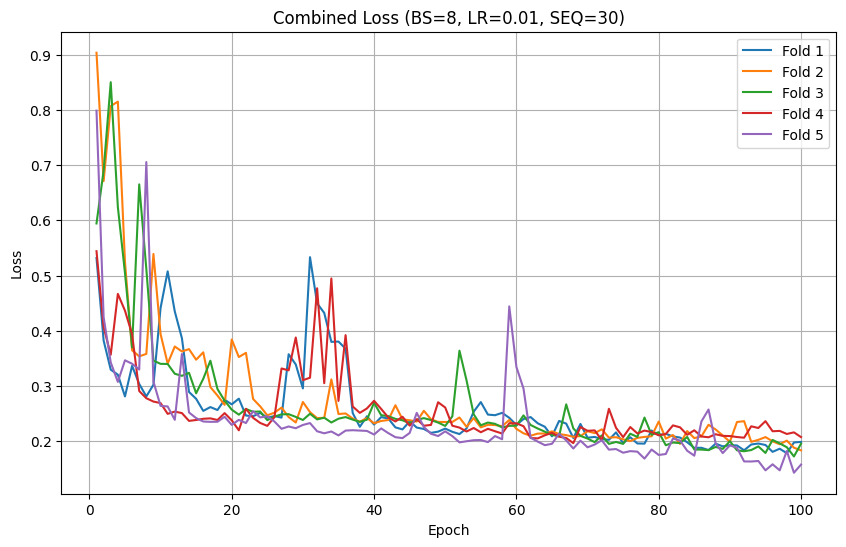 Combined Loss (BS=8, LR=0.01, SEQ=30)
Fold 1
Fold 2
Fold 3
Fold 4
Fold 5
0.9
0.8
0.7
0.6
0.5
0.4
0.3
0.2
Loss
0 20 40 60 80 100
Epoch